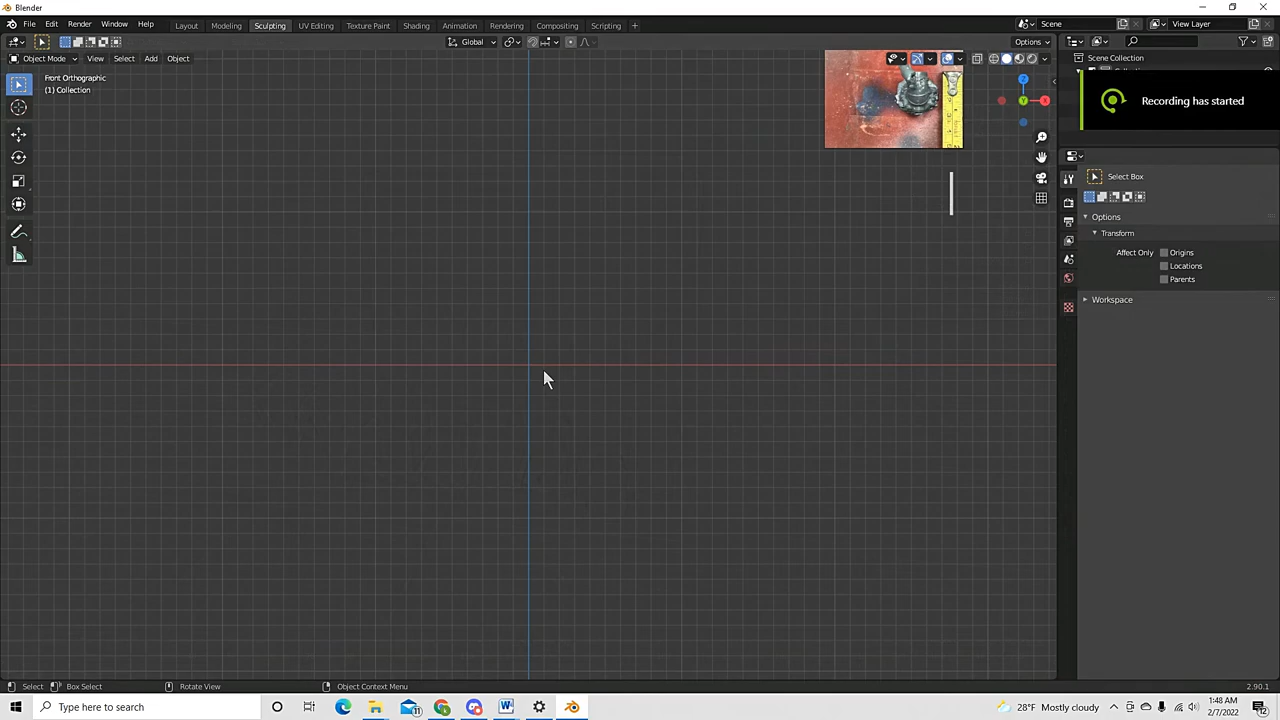 Blender
File Edit Render Window Help
Layout Modeling Sculpting UV Editing Texture Paint Shading Animation Rendering Compositing Scripting +
Scene View Layer
Global Options
Object Mode View Select Add Object
Front Orthographic
(1) Collection
Z
Y X
Scene Collection
Recording has started
Select Box
Options
Transform
Affect Only Origins
Locations
Parents
Workspace
Select Box Select Rotate View Object Context Menu 2.90.1
Type here to search
11
28°F Mostly cloudy
1:48 AM
2/7/2022
12